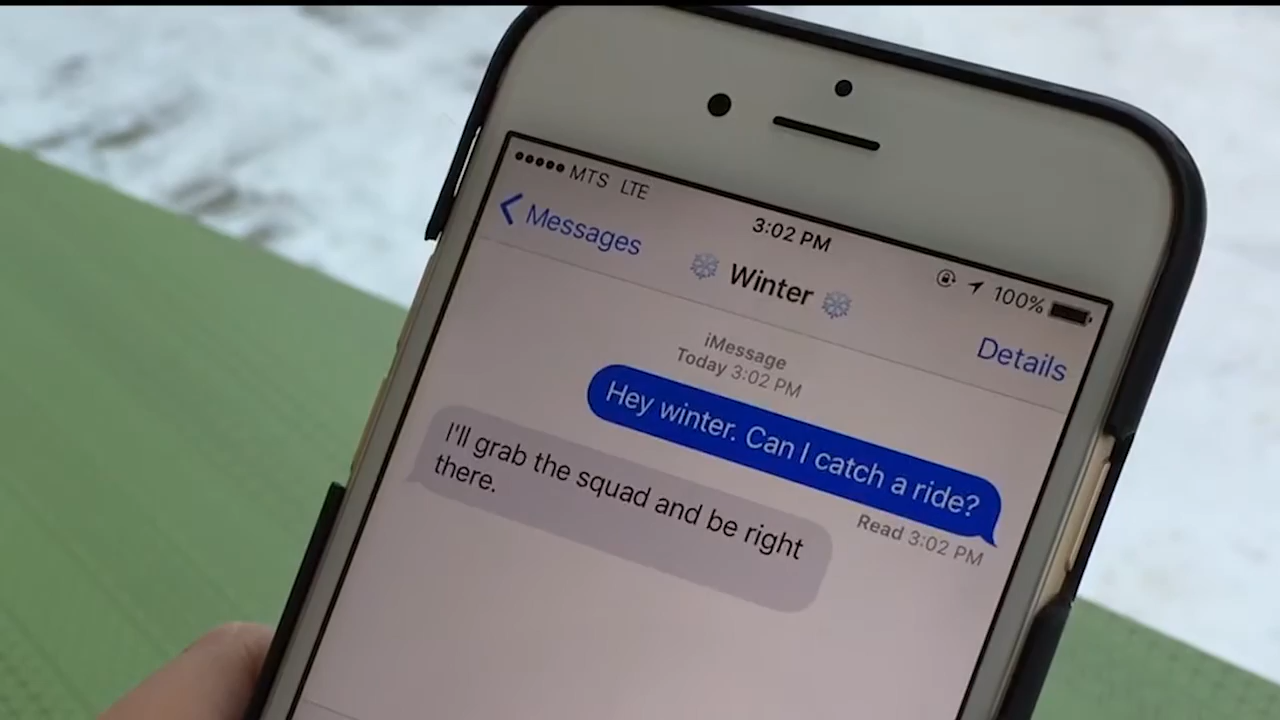 ●●●●● MTS LTE 3:02 PM 100%
Messages
❄️ Winter ❄️
Details
iMessage
Today 3:02 PM
Hey winter. Can I catch a ride?
Read 3:02 PM
I'll grab the squad and be right
there.